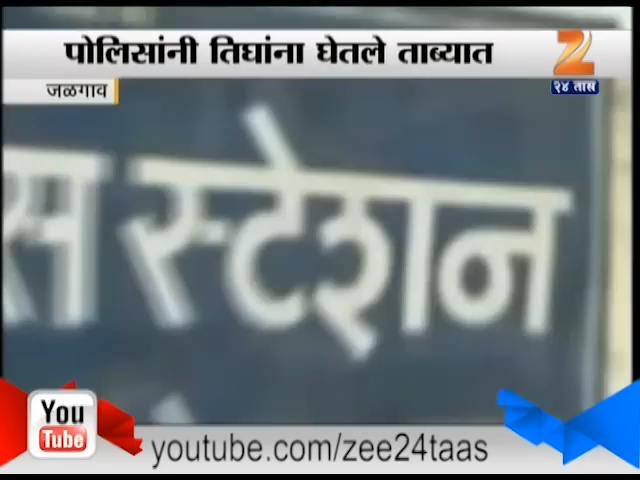 पोलिसांनी तिघांना घेतले ताब्यात
२४ तास
जळगाव
स स्टेशन
You
Tube
youtube.com/zee24taas